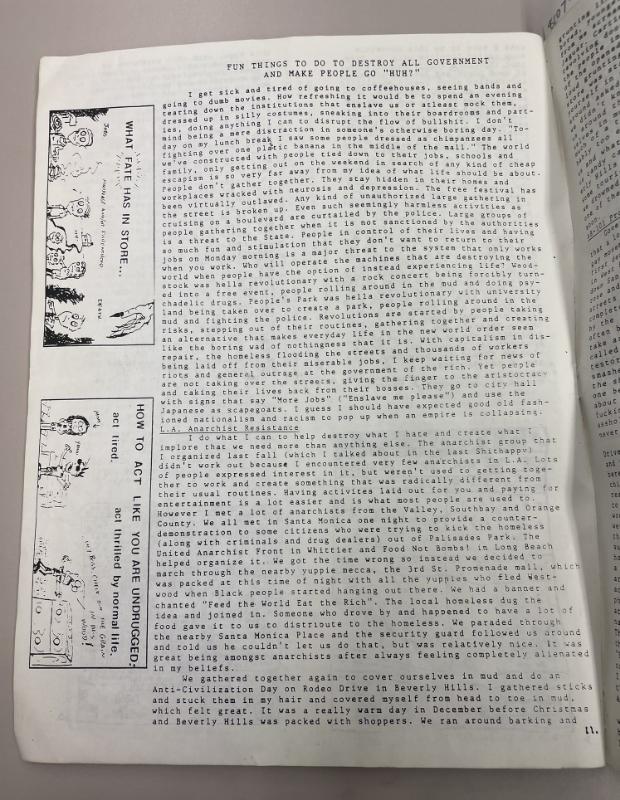 FUN THINGS TO DO TO DESTROY ALL GOVERNMENT
AND MAKE PEOPLE GO "HUH?"
I get sick and tired of going to coffeehouses, seeing bands and
going to dumb movies. How refreshing it would be to spend an evening
tearing down the institutions that enslave us or atleast mock them,
dressed up in silly costumes, sneaking into their boardrooms and part-
ies, doing anything I can to disrupt the flow of bullshit. I don't
mind being a mere distraction in someone's otherwise boring day. "To-
day on my lunch break I saw some people dressed as chimpanzees all
fighting over one plastic banana in the middle of the mall." The world
we've constructed with people tied down to their jobs, schools and
family, only getting out on the weekend in search of any kind of cheap
escapism is so very far away from my idea of what life should be about.
People don't gather together. They stay hidden in their homes and
workplaces wracked with neurosis and depression. The free festival has
been virtually outlawed. Any kind of unauthorized large gathering in
the street is broken up. Even such seemingly harmless activities as
cruising on a boulevard are curtailed by the police. Large groups of
people gathering together when it is not sanctioned by the authorities
is a threat to the State. People in control of their lives and having
so much fun and stimulation that they don't want to return to their
jobs on Monday morning is a major threat to the system that only works
when you work. Who will operate the machines that are destroying the
world when people have the option of instead experiencing life? Wood-
stock was hella revolutionary with a rock concert being forcibly turn-
ed into a free event, people rolling around in the mud and doing psy-
chadelic drugs. People's Park was hella revolutionary with university
land being taken over to create a park, people rolling around in the
mud and fighting the police. Revolutions are started by people taking
risks, stepping out of their routines, gathering together and creating
an alternative that makes everyday life in the new world order seem
like the boring wad of nothingness that it is. With capitalism in dis-
repair, the homeless flooding the streets and thousands of workers
being laid off from their miserable jobs, I keep waiting for news of
riots and general outrage at the government of the rich. Yet people
are not taking over the streets, giving the finger to the aristocracy
and taking their lives back from their bosses. They go to city hall
with signs that say "More Jobs" ("Enslave me please") and use the
Japanese as scapegoats. I guess I should have expected good old fash-
ioned nationalism and racism to pop up when an empire is collapsing.
L.A. Anarchist Resistance
I do what I can to help destroy what I hate and create what I
implore that we need more than anything else. The anarchist group that
I organized last fall (which I talked about in the last Shithappy)
didn't work out because I encountered very few anarchists in L.A. Lots
of people expressed interest in it, but weren't used to getting toge-
ther to work and create something that was radically different from
their usual routines. Having activites laid out for you and paying for
entertainment is a lot easier and is what most people are used to.
However I met a lot of anarchists from the Valley, Southbay and Orange
County. We all met in Santa Monica one night to provide a counter-
demonstration to some citizens who were trying to kick the homeless
(along with criminals and drug dealers) out of Palisades Park. The
United Anarchist Front in Whittier and Food Not Bombs! in Long Beach
helped organize it. We got the time wrong so instead we decided to
march through the nearby yuppie mecca, the 3rd St. Promenade mall, which
was packed at this time of night with all the yuppies who fled West-
wood when Black people started hanging out there. We had a banner and
chanted "Feed the World Eat the Rich". The local homeless dug the
idea and joined in. Someone who drove by and happened to have a lot of
food gave it to us to distribute to the homeless. We paraded through
the nearby Santa Monica Place and the security guard followed us around
and told us he couldn't let us do that, but was relatively nice. It was
great being amongst anarchists after always feeling completely alienated
in my beliefs.
We gathered together again to cover ourselves in mud and do an
Anti-Civilization Day on Rodeo Drive in Beverly Hills. I gathered sticks
and stuck them in my hair and covered myself from head to toe in mud,
which felt great. It was a really warm day in December before Christmas
and Beverly Hills was packed with shoppers. We ran around barking and
11.
WHAT FATE HAS IN STORE...
DEATH
HOW TO ACT LIKE YOU ARE UNDRUGGED:
act tired.
act thrilled by normal life.